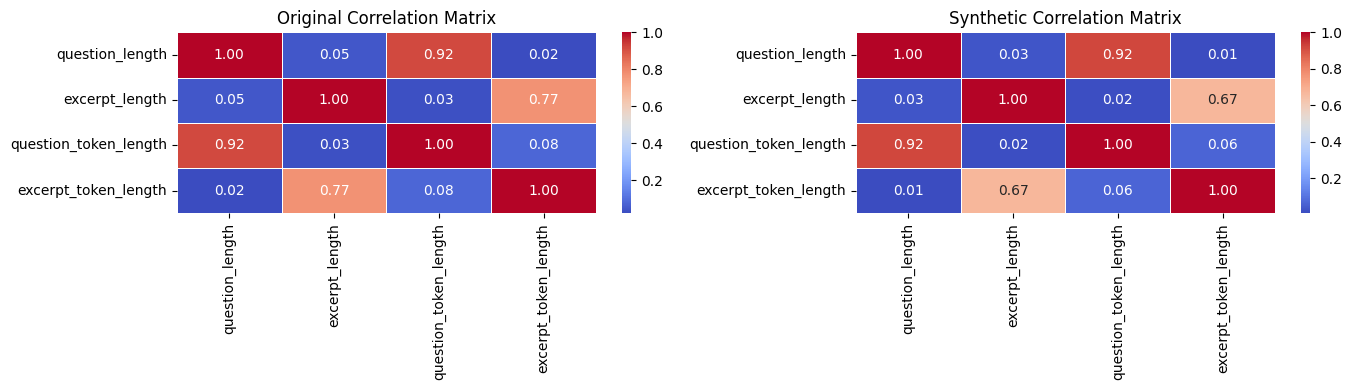 Original Correlation Matrix
question_length 1.00 0.05 0.92 0.02
excerpt_length 0.05 1.00 0.03 0.77
question_token_length 0.92 0.03 1.00 0.08
excerpt_token_length 0.02 0.77 0.08 1.00
question_length
excerpt_length
question_token_length
excerpt_token_length
1.0
0.8
0.6
0.4
0.2
Synthetic Correlation Matrix
question_length 1.00 0.03 0.92 0.01
excerpt_length 0.03 1.00 0.02 0.67
question_token_length 0.92 0.02 1.00 0.06
excerpt_token_length 0.01 0.67 0.06 1.00
question_length
excerpt_length
question_token_length
excerpt_token_length
1.0
0.8
0.6
0.4
0.2